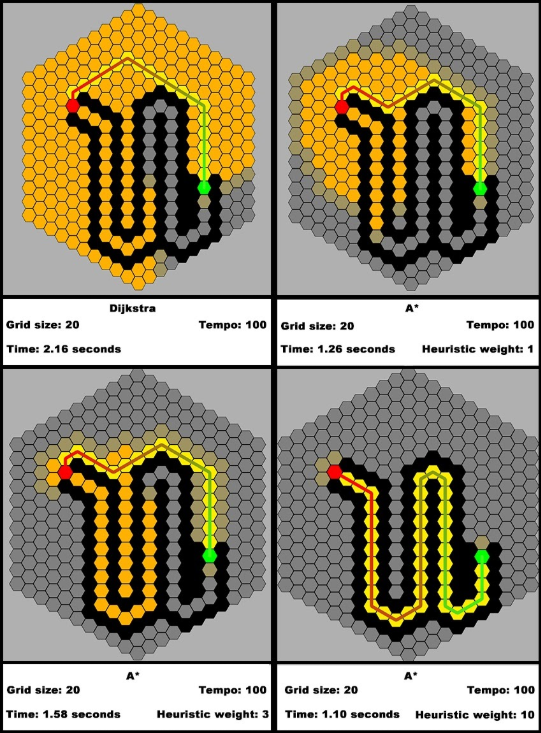 Dijkstra
Grid size: 20 Tempo: 100
Time: 2.16 seconds
A*
Grid size: 20 Tempo: 100
Time: 1.26 seconds Heuristic weight: 1
A*
Grid size: 20 Tempo: 100
Time: 1.58 seconds Heuristic weight: 3
A*
Grid size: 20 Tempo: 100
Time: 1.10 seconds Heuristic weight: 10